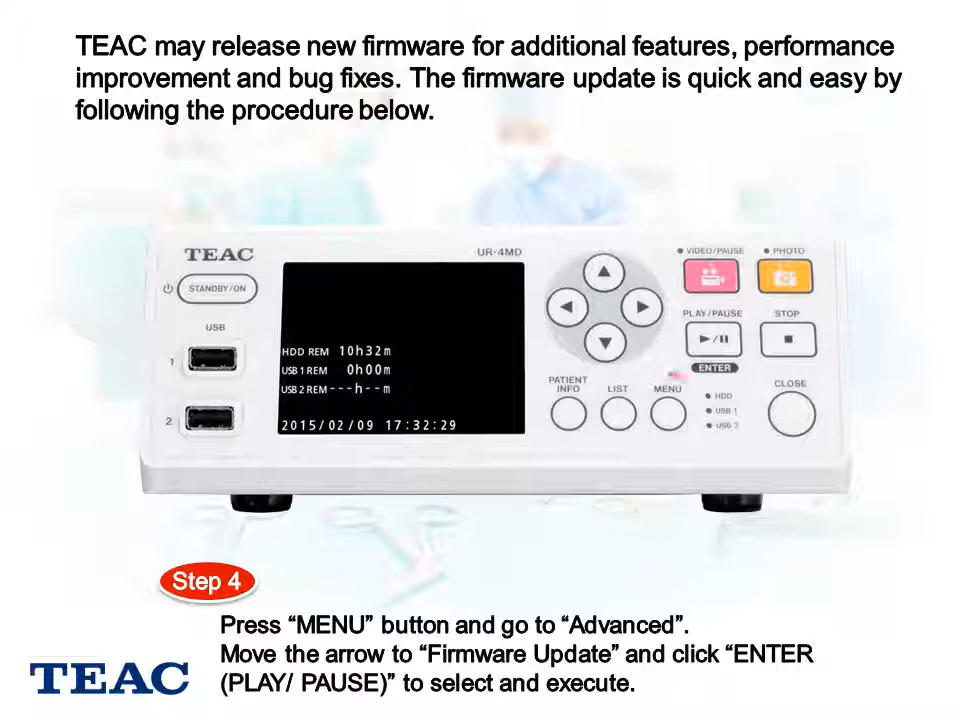 TEAC may release new firmware for additional features, performance
improvement and bug fixes. The firmware update is quick and easy by
following the procedure below.
TEAC
UR-4MD
VIDEO/PAUSE
PHOTO
STANDBY/ON
USB
PLAY/PAUSE
STOP
1
HDD REM 10h32m
USB1 REM 0h00m
ENTER
USB2 REM---h--m
PATIENT
INFO
LIST
MENU
CLOSE
HDD
USB 1
2
2015/02/09 17:32:29
USB 2
Step 4
Press “MENU” button and go to “Advanced”.
Move the arrow to “Firmware Update” and click “ENTER
(PLAY/ PAUSE)” to select and execute.
TEAC